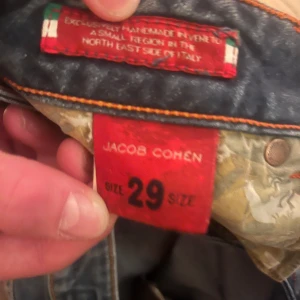 EXCLUSIVELY HANDMADE IN VENETO
A SMALL REGION IN THE
NORTH EAST SIDE OF ITALY
JACOB COHËN
SIZE 29 SIZE